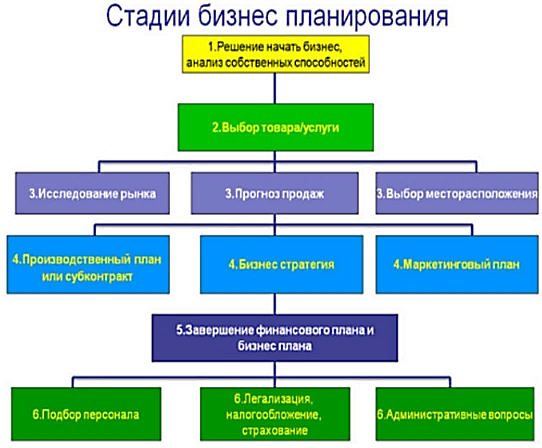 Стадии бизнес планирования
1.Решение начать бизнес,
анализ собственных способностей
2.Выбор товара/услуги
3.Исследование рынка
3.Прогноз продаж
3.Выбор месторасположения
4.Производственный план
или субконтракт
4.Бизнес стратегия
4.Маркетинговый план
5.Завершение финансового плана и
бизнес плана
6.Подбор персонала
6.Легализация,
налогообложение,
страхование
6.Административные вопросы